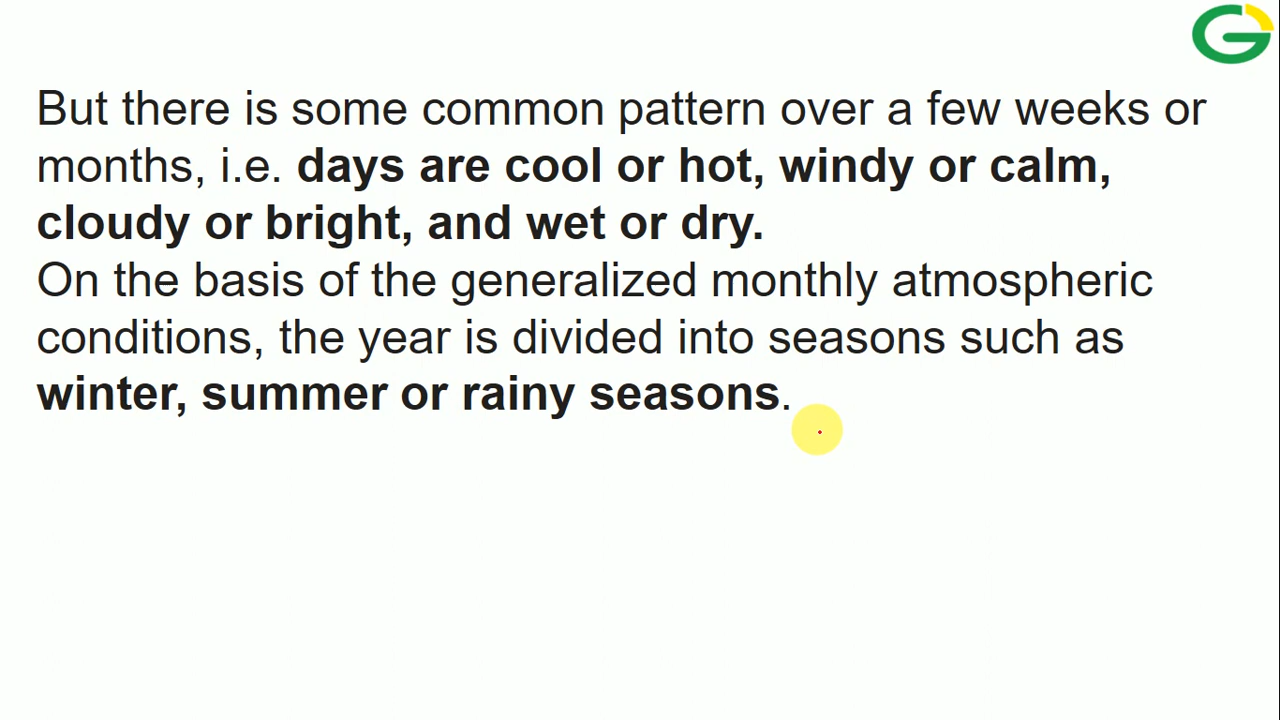 But there is some common pattern over a few weeks or
months, i.e. days are cool or hot, windy or calm,
cloudy or bright, and wet or dry.
On the basis of the generalized monthly atmospheric
conditions, the year is divided into seasons such as
winter, summer or rainy seasons.